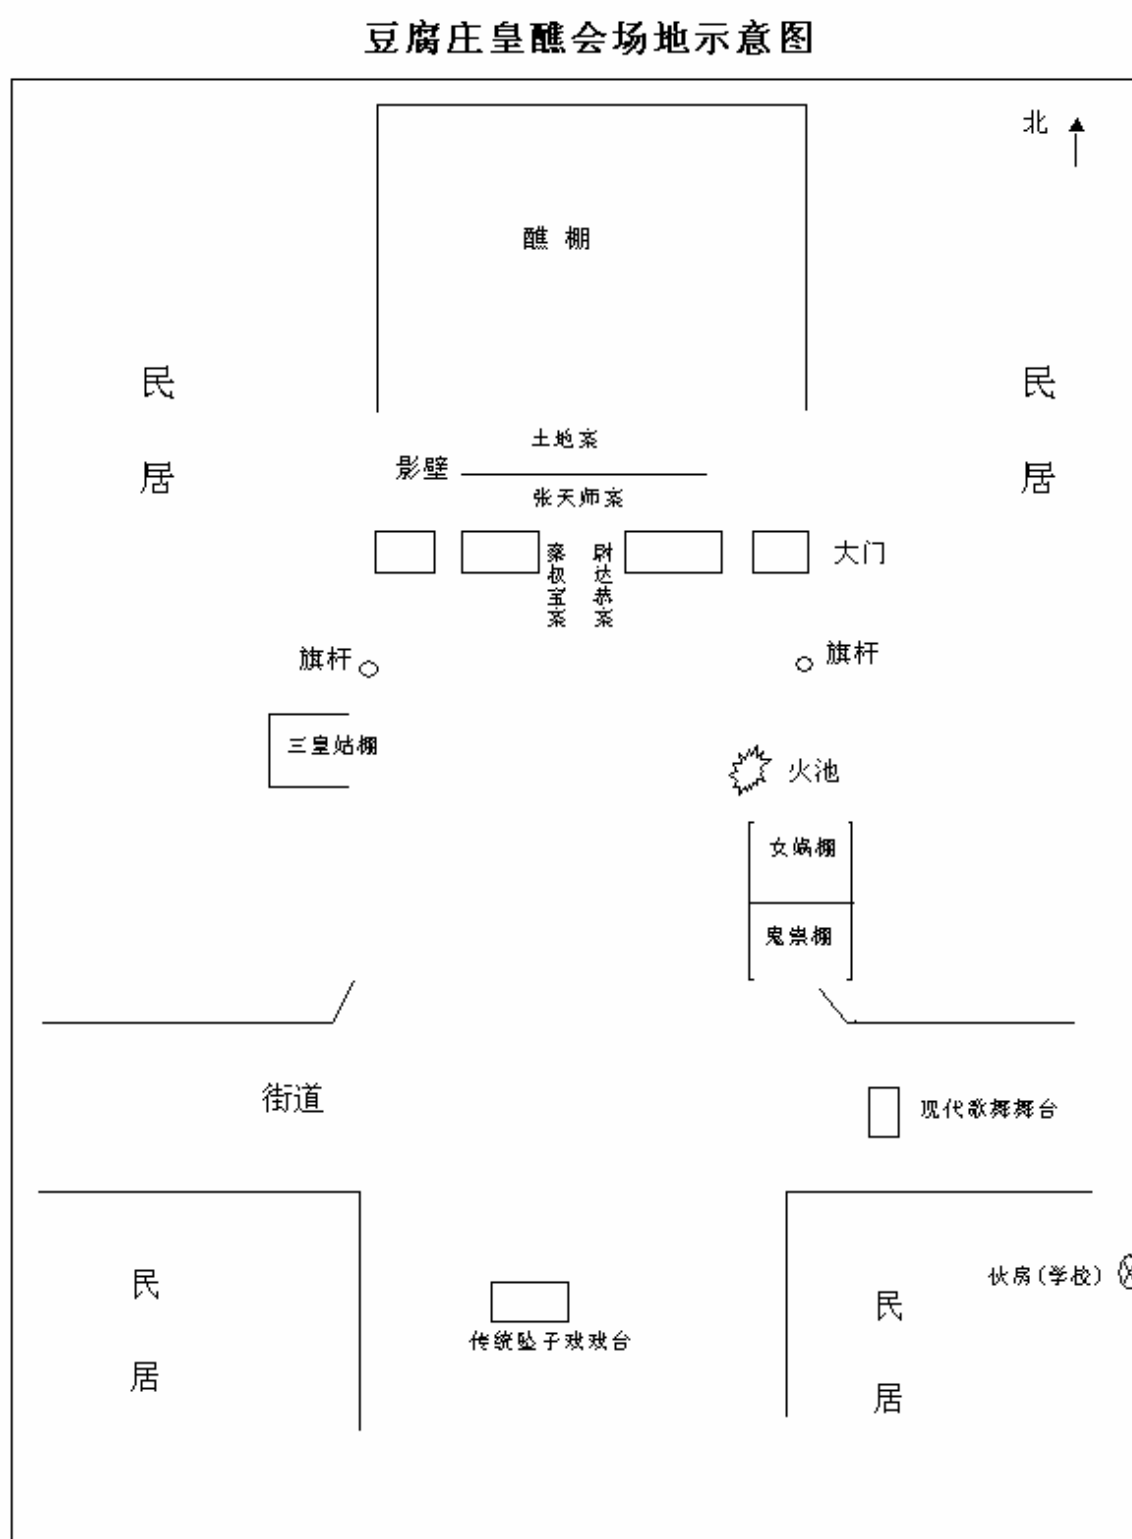 豆腐庄皇醮会场地示意图
北
醮 棚
民
居
民
居
土地案
影壁
张天师案
秦叔宝案
尉达恭案
大门
旗杆
旗杆
三皇姑棚
火池
女娲棚
鬼祟棚
街道
现代歌舞舞台
民
居
传统坠子戏戏台
民
居
伙房(学校)